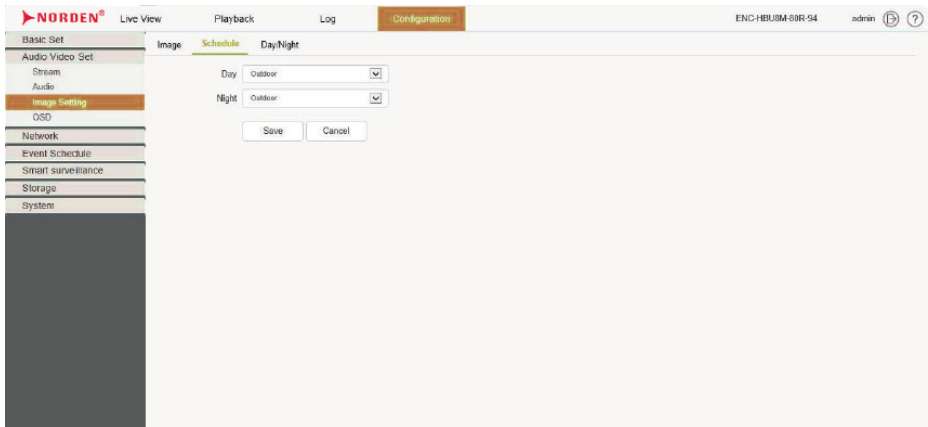 NORDEN® Live View Playback Log Configuration ENC-HBU8M-80R-94 admin ?
Basic Set
Audio Video Set
Stream
Audio
Image Setting
OSD
Network
Event Schedule
Smart surveillance
Storage
System
Image Schedule Day/Night
Day Outdoor
Night Outdoor
Save Cancel